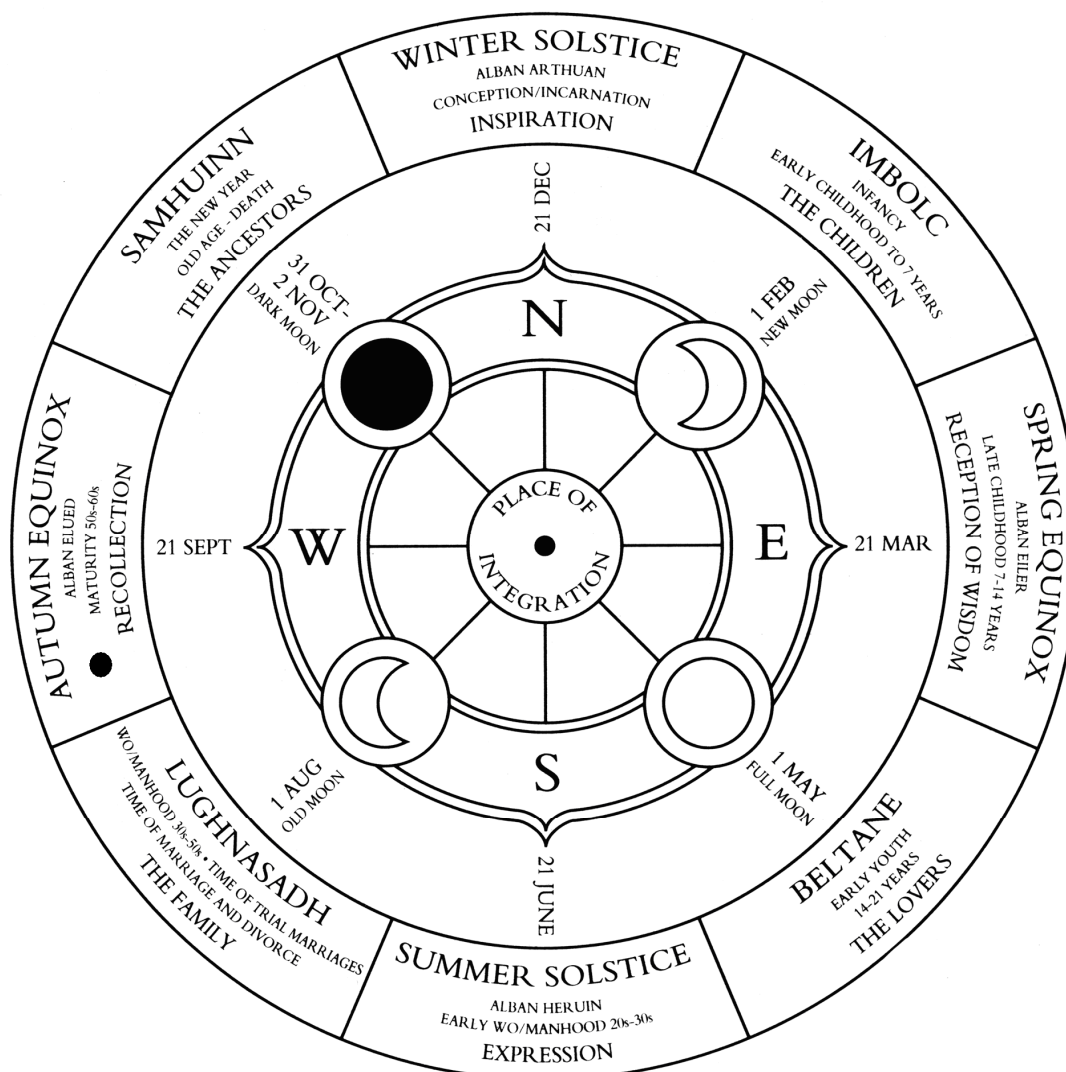 WINTER SOLSTICE
ALBAN ARTHUAN
CONCEPTION/INCARNATION
INSPIRATION
21 DEC
IMBOLC
INFANCY
EARLY CHILDHOOD TO 7 YEARS
THE CHILDREN
1 FEB
NEW MOON
SPRING EQUINOX
ALBAN EILER
LATE CHILDHOOD 7-14 YEARS
RECEPTION OF WISDOM
21 MAR
BELTANE
EARLY YOUTH
14-21 YEARS
THE LOVERS
1 MAY
FULL MOON
SUMMER SOLSTICE
ALBAN HERUIN
EARLY WO/MANHOOD 20s-30s
EXPRESSION
21 JUNE
LUGHNASADH
WO/MANHOOD 30s-50s • TIME OF TRIAL MARRIAGES
TIME OF MARRIAGE AND DIVORCE
THE FAMILY
1 AUG
OLD MOON
AUTUMN EQUINOX
ALBAN ELUED
MATURITY 50s-60s
RECOLLECTION
21 SEPT
SAMHUINN
THE NEW YEAR
OLD AGE - DEATH
THE ANCESTORS
31 OCT-
2 NOV
DARK MOON
N
E
S
W
PLACE OF
INTEGRATION